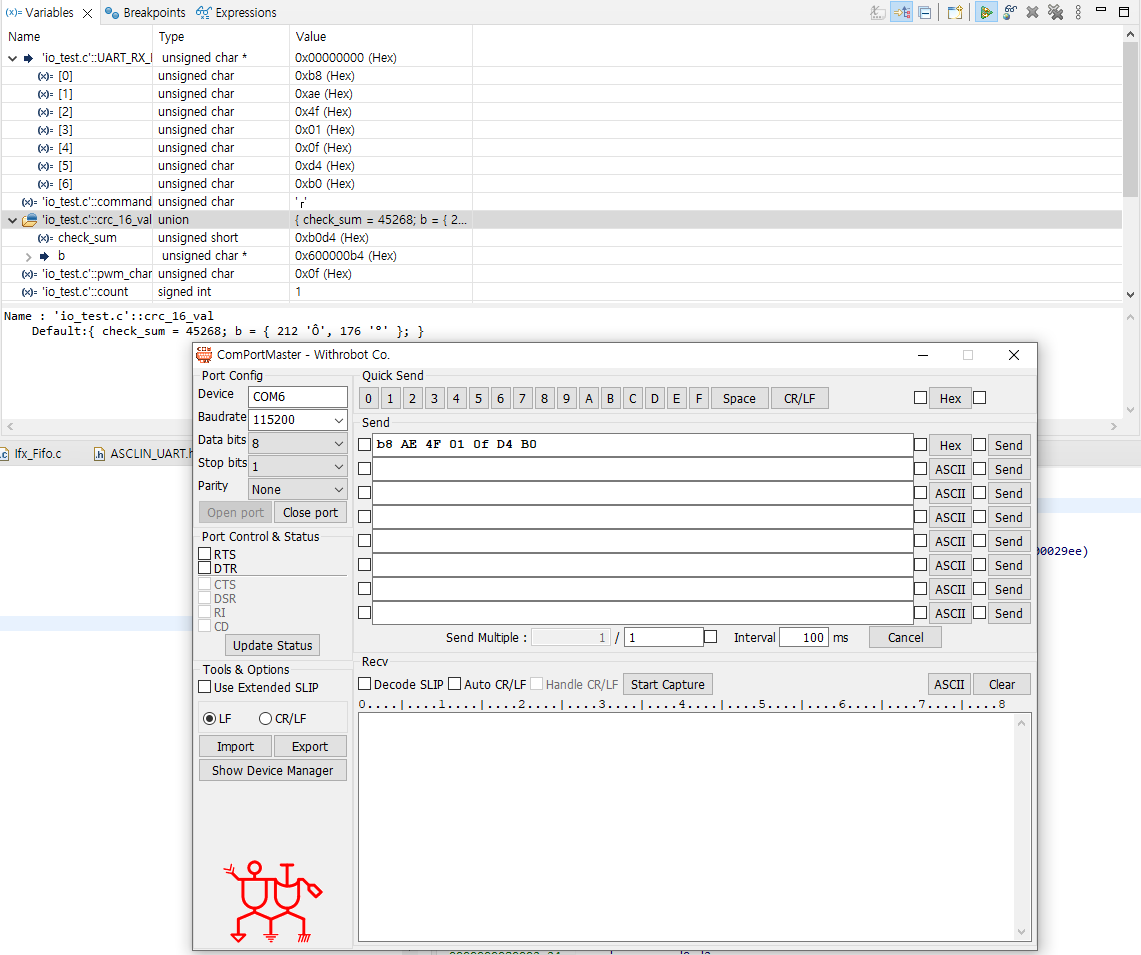 (x)= Variables Breakpoints Expressions
Name Type Value
'io_test.c'::UART_RX_I unsigned char * 0x00000000 (Hex)
(x)= [0] unsigned char 0xb8 (Hex)
(x)= [1] unsigned char 0xae (Hex)
(x)= [2] unsigned char 0x4f (Hex)
(x)= [3] unsigned char 0x01 (Hex)
(x)= [4] unsigned char 0x0f (Hex)
(x)= [5] unsigned char 0xd4 (Hex)
(x)= [6] unsigned char 0xb0 (Hex)
(x)= 'io_test.c'::command unsigned char
'io_test.c'::crc_16_val union { check_sum = 45268; b = { 2...
(x)= check_sum unsigned short 0xb0d4 (Hex)
b unsigned char * 0x600000b4 (Hex)
(x)= 'io_test.c'::pwm_char unsigned char 0x0f (Hex)
(x)= 'io_test.c'::count signed int 1
Name : 'io_test.c'::crc_16_val
Default:{ check_sum = 45268; b = { 212 'Ô', 176 '°' }; }
Ifx_Fifo.c ASCLIN_UART.h
00029ee)
ComPortMaster - Withrobot Co.
Port Config
Device COM6
Baudrate 115200
Data bits 8
Stop bits 1
Parity None
Open port Close port
Port Control & Status
RTS
DTR
CTS
DSR
RI
CD
Update Status
Tools & Options
Use Extended SLIP
LF CR/LF
Import Export
Show Device Manager
Quick Send
0 1 2 3 4 5 6 7 8 9 A B C D E F Space CR/LF Hex
Send
b8 AE 4F 01 0f D4 B0 Hex Send
ASCII Send
ASCII Send
ASCII Send
ASCII Send
ASCII Send
ASCII Send
ASCII Send
Send Multiple : 1 / 1 Interval 100 ms Cancel
Recv
Decode SLIP Auto CR/LF Handle CR/LF Start Capture ASCII Clear
0....|....1....|....2....|....3....|....4....|....5....|....6....|....7....|....8